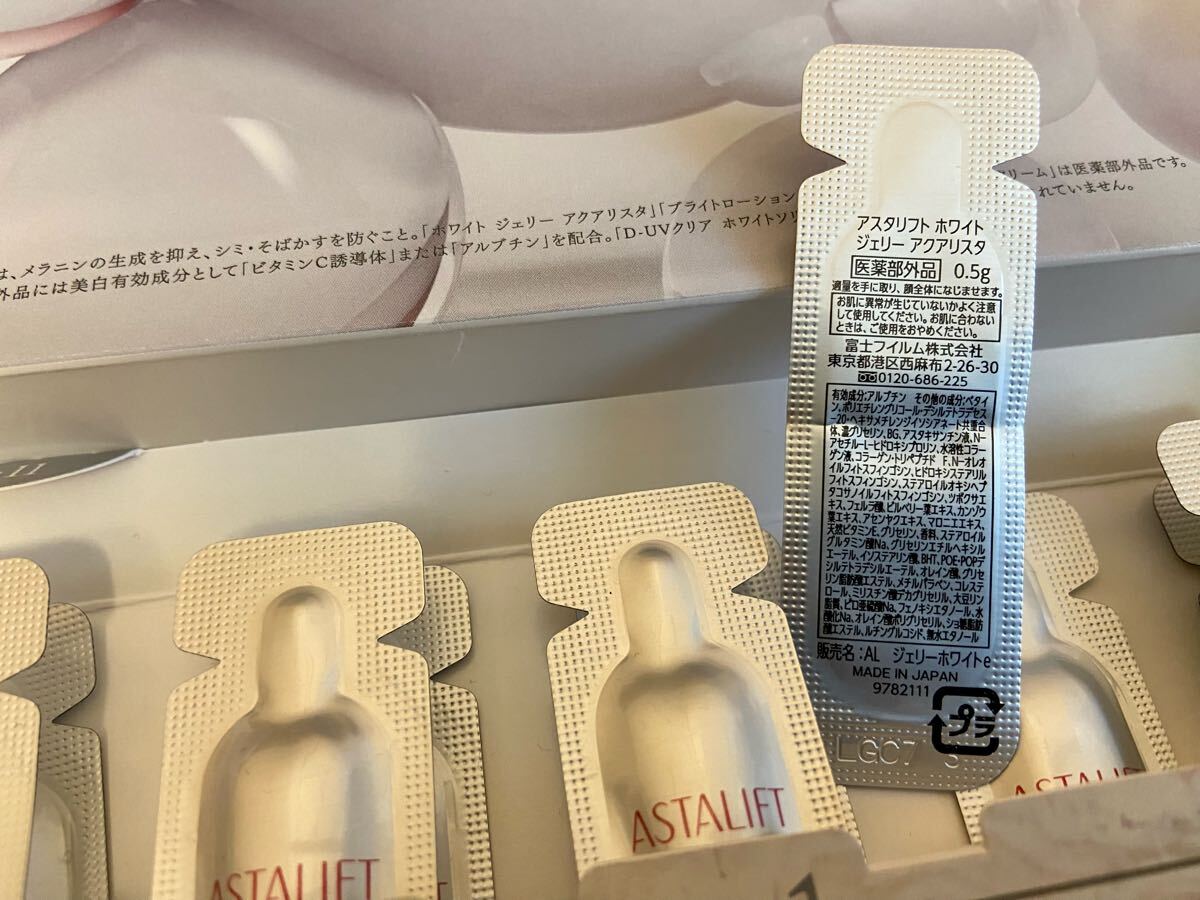 は、メラニンの生成を抑え、シミ・そばかすを防ぐこと。「ホワイト ジェリー アクアリスタ」「ブライトローション
リーム」は医薬部外品です。
外品には美白有効成分として「ビタミンC誘導体」または「アルブチン」を配合。「D-UVクリア ホワイトソリ
れていません。
アスタリフト ホワイト
ジェリー アクアリスタ
医薬部外品 0.5g
適量を手に取り、顔全体になじませます。
お肌に異常が生じていないかよく注意
して使用してください。お肌に合わない
ときは、ご使用をおやめください。
富士フイルム株式会社
東京都港区西麻布2-26-30
0120-686-225
有効成分:アルブチン その他の成分:ベタイ
ン、ポリエチレングリコール・デシルテトラデセス
-20・ヘキサメチレンジイソシアネート共重合
体、濃グリセリン、BG、アスタキサンチン液、N-
アセチル-L-ヒドロキシプロリン、水溶性コラー
ゲン液、コラーゲン・トリペプチド F、N-オレオ
イルフィトスフィンゴシン、ヒドロキシステアリル
フィトスフィンゴシン、ステアロイルオキシヘプ
タコサノイルフィトスフィンゴシン、ツボクサエ
キス、フェルラ酸、ビルベリー葉エキス、カンゾウ
葉エキス、アセンヤクエキス、マロニエエキス、
天然ビタミンE、グリセリン、香料、ステアロイル
グルタミン酸Na、グリセリンエチルヘキシル
エーテル、イソステアリン酸、BHT、POE・POPデ
シルテトラデシルエーテル、オレイン酸、グリセ
リン脂肪酸エステル、メチルパラベン、コレステ
ロール、ミリスチン酸デカグリセリル、大豆リン
脂質、ピロ亜硫酸Na、フェノキシエタノール、水
酸化Na、オレイン酸ポリグリセリル、ショ糖脂肪
酸エステル、ルチングルコシド、無水エタノール
販売名:AL ジェリーホワイトe
MADE IN JAPAN
9782111
プラ
LGC7
ASTALIFT
ASTALIFT
ASTALIFT